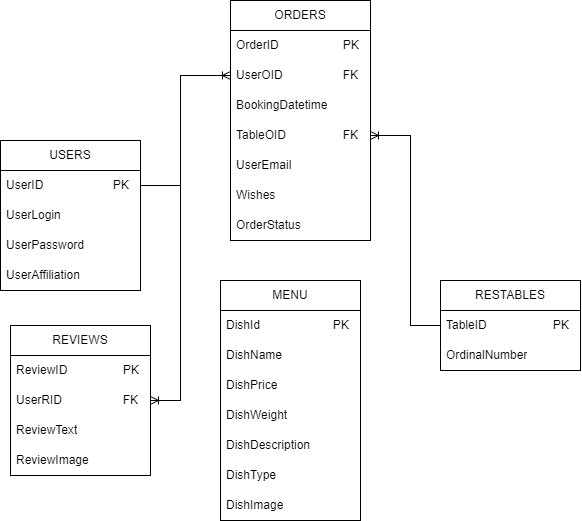 ORDERS
OrderID PK
UserOID FK
BookingDatetime
TableOID FK
UserEmail
Wishes
OrderStatus
USERS
UserID PK
UserLogin
UserPassword
UserAffiliation
MENU
DishId PK
DishName
DishPrice
DishWeight
DishDescription
DishType
DishImage
RESTABLES
TableID PK
OrdinalNumber
REVIEWS
ReviewID PK
UserRID FK
ReviewText
ReviewImage